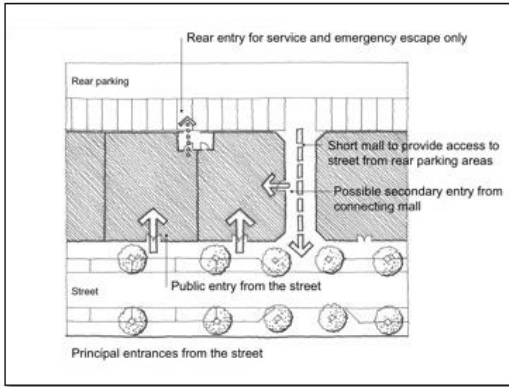 Rear entry for service and emergency escape only
Rear parking
Short mall to provide access to
street from rear parking areas
Possible secondary entry from
connecting mall
Public entry from the street
Street
Principal entrances from the street